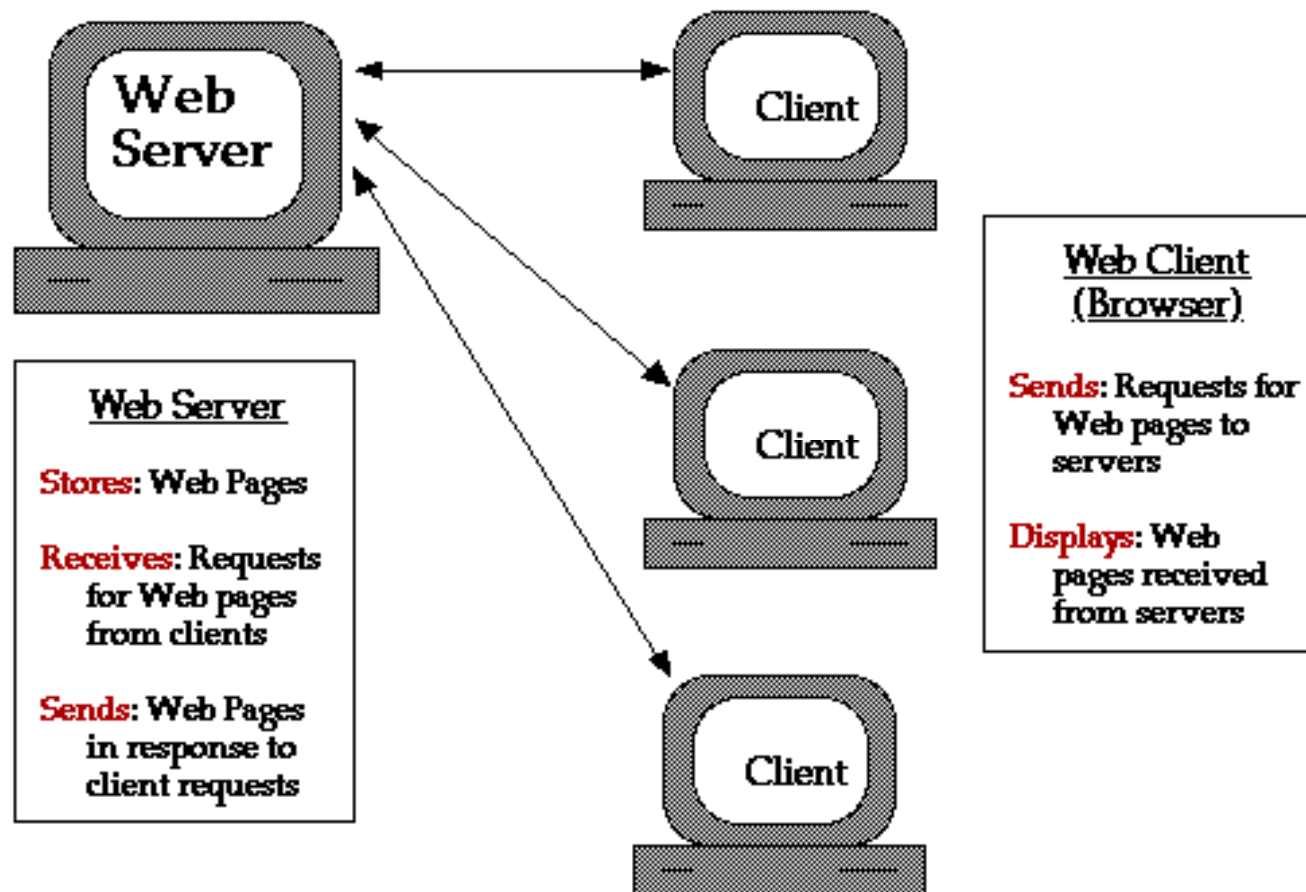 Web
Server
Client
Client
Client
Web Server
Stores: Web Pages
Receives: Requests
for Web pages
from clients
Sends: Web Pages
in response to
client requests
Web Client
(Browser)
Sends: Requests for
Web pages to
servers
Displays: Web
pages received
from servers